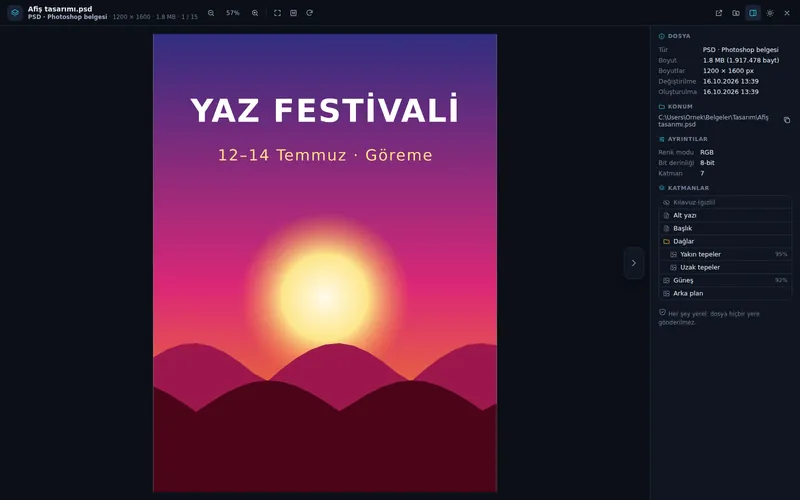 Afiş tasarımı.psd
PSD · Photoshop belgesi · 1200 × 1600 · 1.8 MB · 1 / 15
57%
YAZ FESTİVALİ
12–14 Temmuz · Göreme
DOSYA
Tür PSD · Photoshop belgesi
Boyut 1.8 MB (1.917.478 bayt)
Boyutlar 1200 × 1600 px
Değiştirilme 16.10.2026 13:39
Oluşturulma 16.10.2026 13:39
KONUM
C:\Users\Ornek\Belgeler\Tasarım\Afiş
tasarımı.psd
AYRINTILAR
Renk modu RGB
Bit derinliği 8-bit
Katman 7
KATMANLAR
Kılavuz (gizli)
Alt yazı
Başlık
Dağlar
Yakın tepeler 95%
Uzak tepeler
Güneş 92%
Arka plan
Her şey yerel: dosya hiçbir yere
gönderilmez.